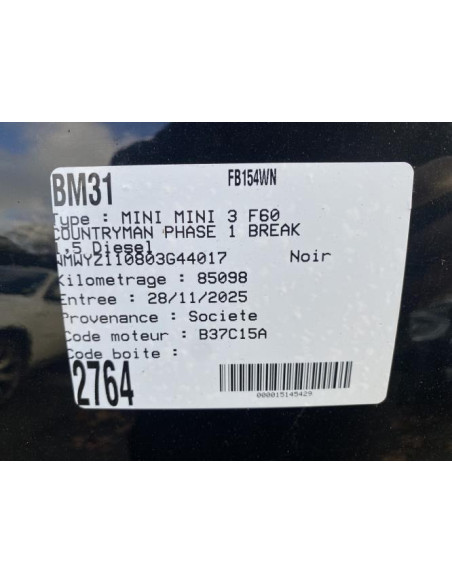 BM31
FB154WN
Type : MINI MINI 3 F60
COUNTRYMAN PHASE 1 BREAK
1.5 Diesel
WMWYZ110803G44017 Noir
Kilometrage : 85098
Entree : 28/11/2025
Provenance : Societe
Code moteur : B37C15A
Code boite :
2764
000015145429